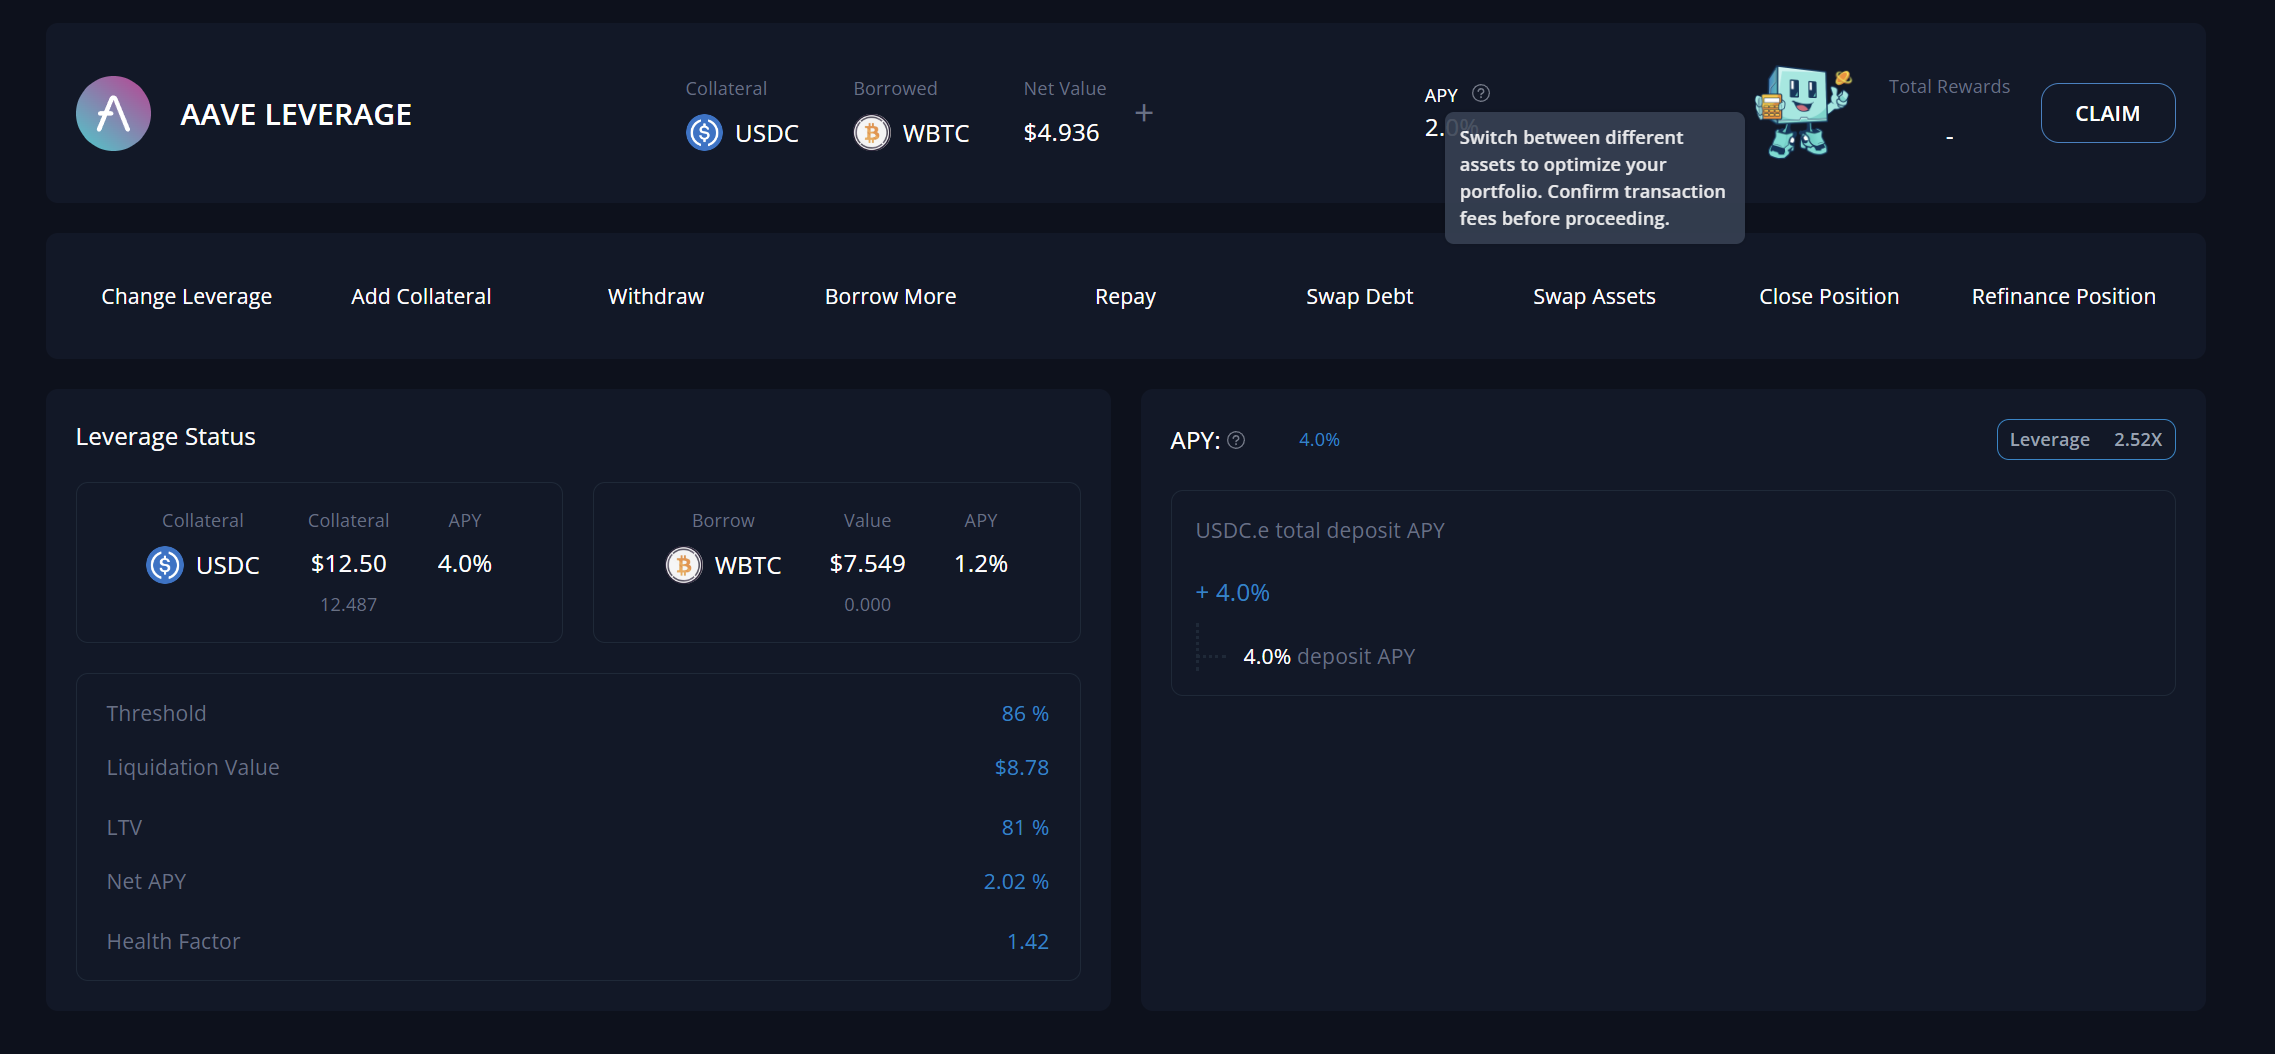 AAVE LEVERAGE
Collateral
USDC
Borrowed
WBTC
Net Value
$4.936
+
APY
2.0%
Switch between different
assets to optimize your
portfolio. Confirm transaction
fees before proceeding.
Total Rewards
-
CLAIM
Change Leverage
Add Collateral
Withdraw
Borrow More
Repay
Swap Debt
Swap Assets
Close Position
Refinance Position
Leverage Status
Collateral
USDC
Collateral
$12.50
12.487
APY
4.0%
Borrow
WBTC
Value
$7.549
0.000
APY
1.2%
Threshold
86 %
Liquidation Value
$8.78
LTV
81 %
Net APY
2.02 %
Health Factor
1.42
APY:
4.0%
Leverage 2.52X
USDC.e total deposit APY
+ 4.0%
4.0% deposit APY